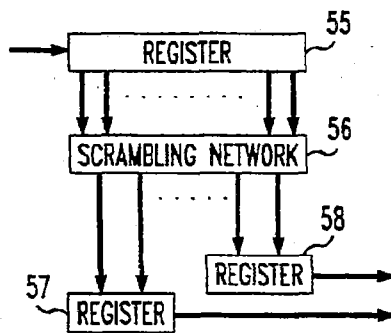 55
REGISTER
56
SCRAMBLING NETWORK
58
REGISTER
57
REGISTER